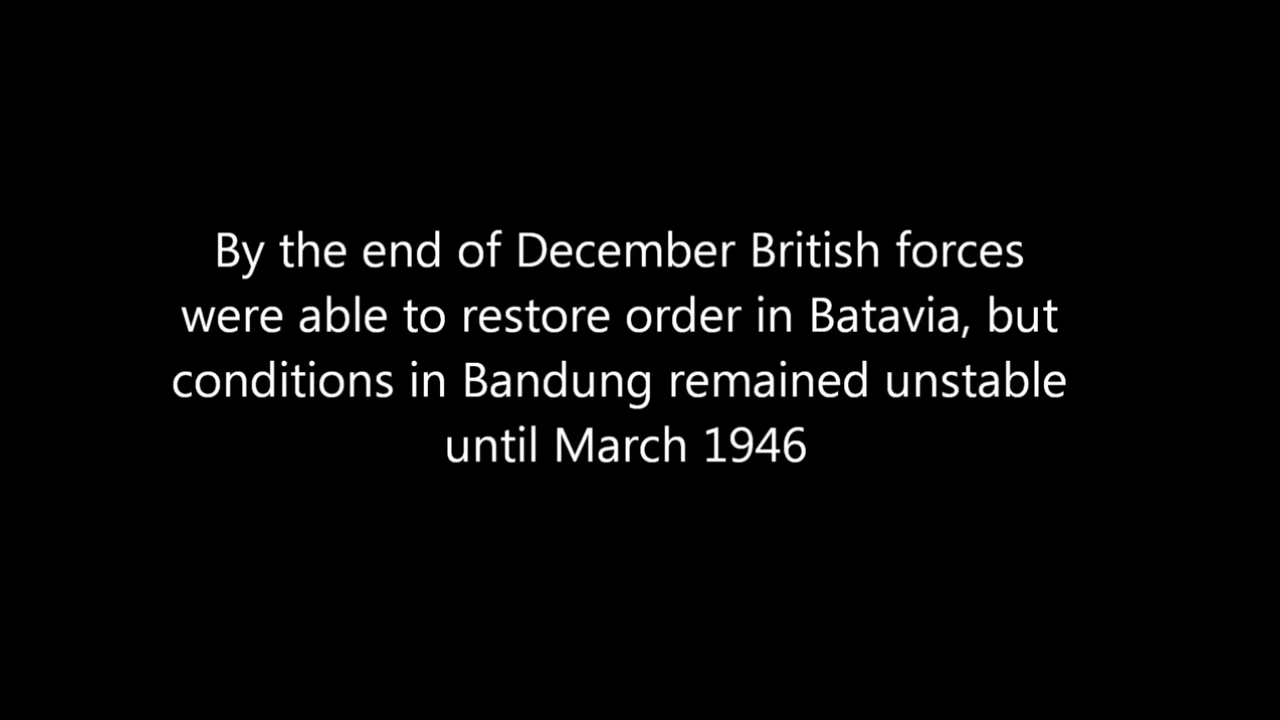 By the end of December British forces
were able to restore order in Batavia, but
conditions in Bandung remained unstable
until March 1946